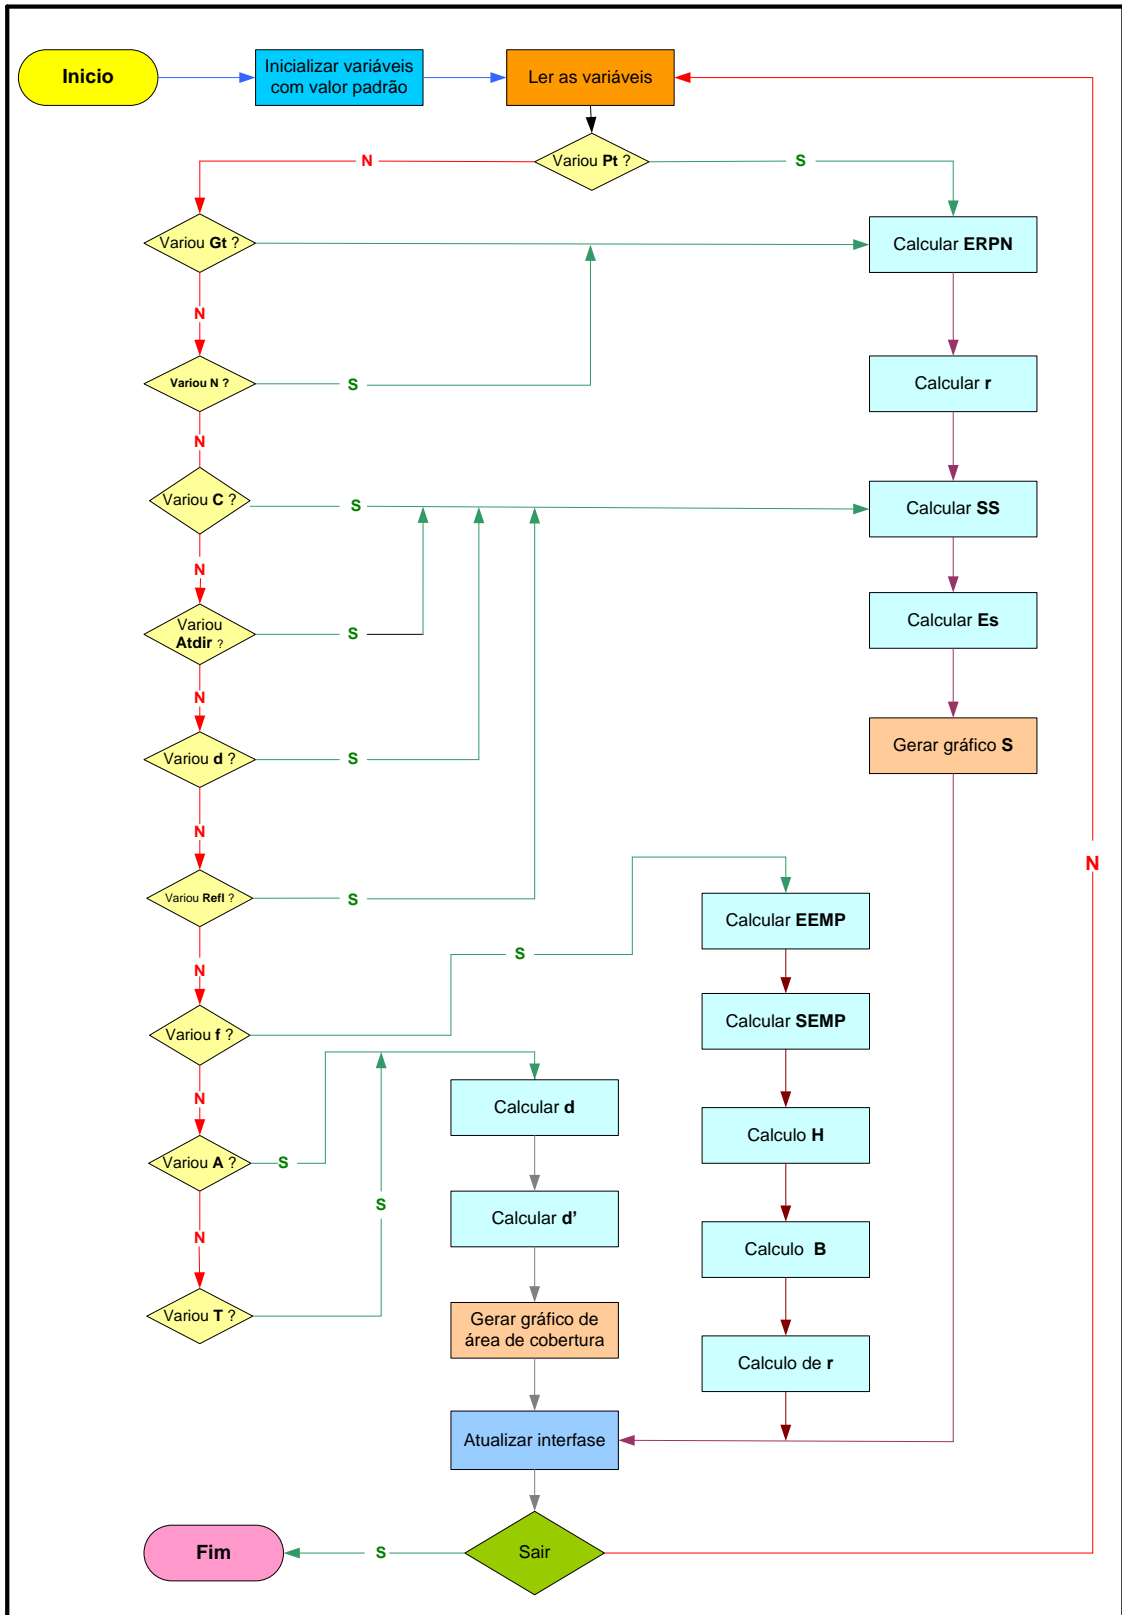 Inicio
Inicializar variáveis
com valor padrão
Ler as variáveis
Variou Pt ?
N
S
Variou Gt ?
Calcular ERPN
N
Variou N ?
S
Calcular r
N
Variou C ?
S
Calcular SS
N
Variou
Atdir ?
S
Calcular Es
N
Variou d ?
S
Gerar gráfico S
N
Variou Refl ?
S
N
Calcular EEMP
S
N
Variou f ?
Calcular SEMP
N
Calcular d
Calculo H
Variou A ?
S
S
Calcular d’
Calculo B
N
Variou T ?
Gerar gráfico de
área de cobertura
Calculo de r
Atualizar interfase
Sair
S
Fim